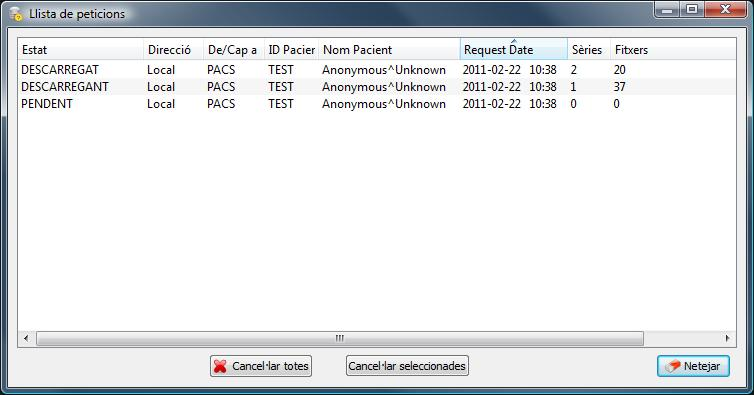 Llista de peticions
Estat Direcció De/Cap a ID Pacier Nom Pacient Request Date Sèries Fitxers
DESCARREGAT Local PACS TEST Anonymous^Unknown 2011-02-22 10:38 2 20
DESCARREGANT Local PACS TEST Anonymous^Unknown 2011-02-22 10:38 1 37
PENDENT Local PACS TEST Anonymous^Unknown 2011-02-22 10:38 0 0
Cancel·lar totes Cancel·lar seleccionades Netejar